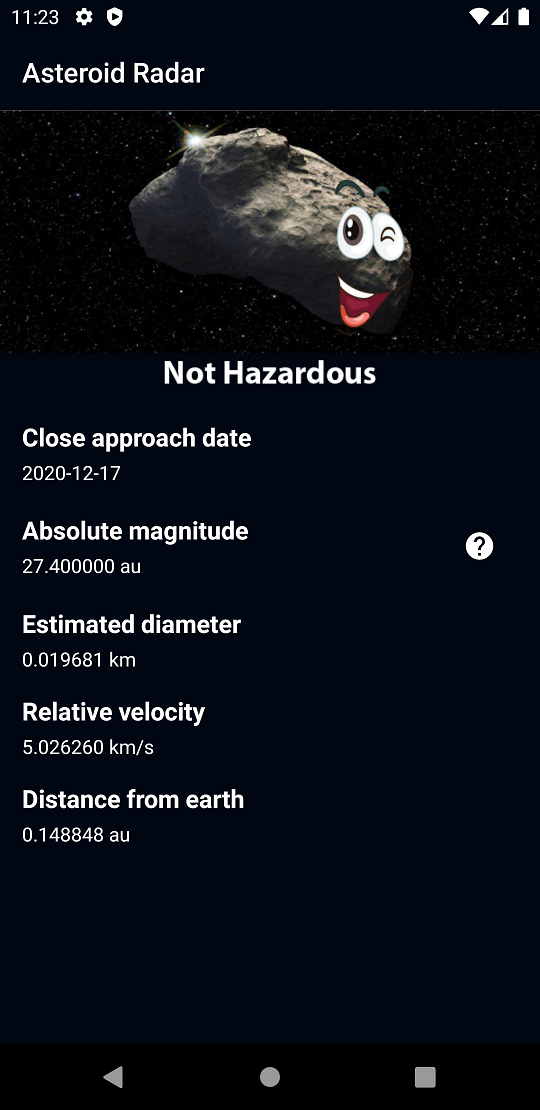 11:23
Asteroid Radar
Not Hazardous
Close approach date
2020-12-17
Absolute magnitude
27.400000 au
?
Estimated diameter
0.019681 km
Relative velocity
5.026260 km/s
Distance from earth
0.148848 au